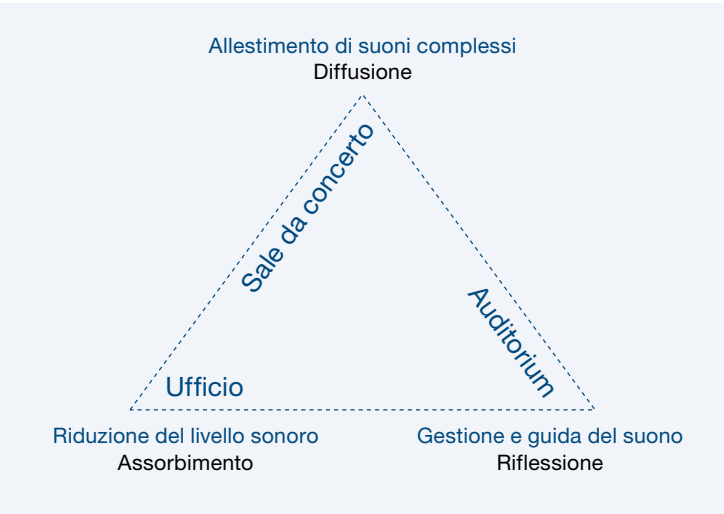 Allestimento di suoni complessi
Diffusione
Sale da concerto
Auditorium
Ufficio
Riduzione del livello sonoro
Assorbimento
Gestione e guida del suono
Riflessione